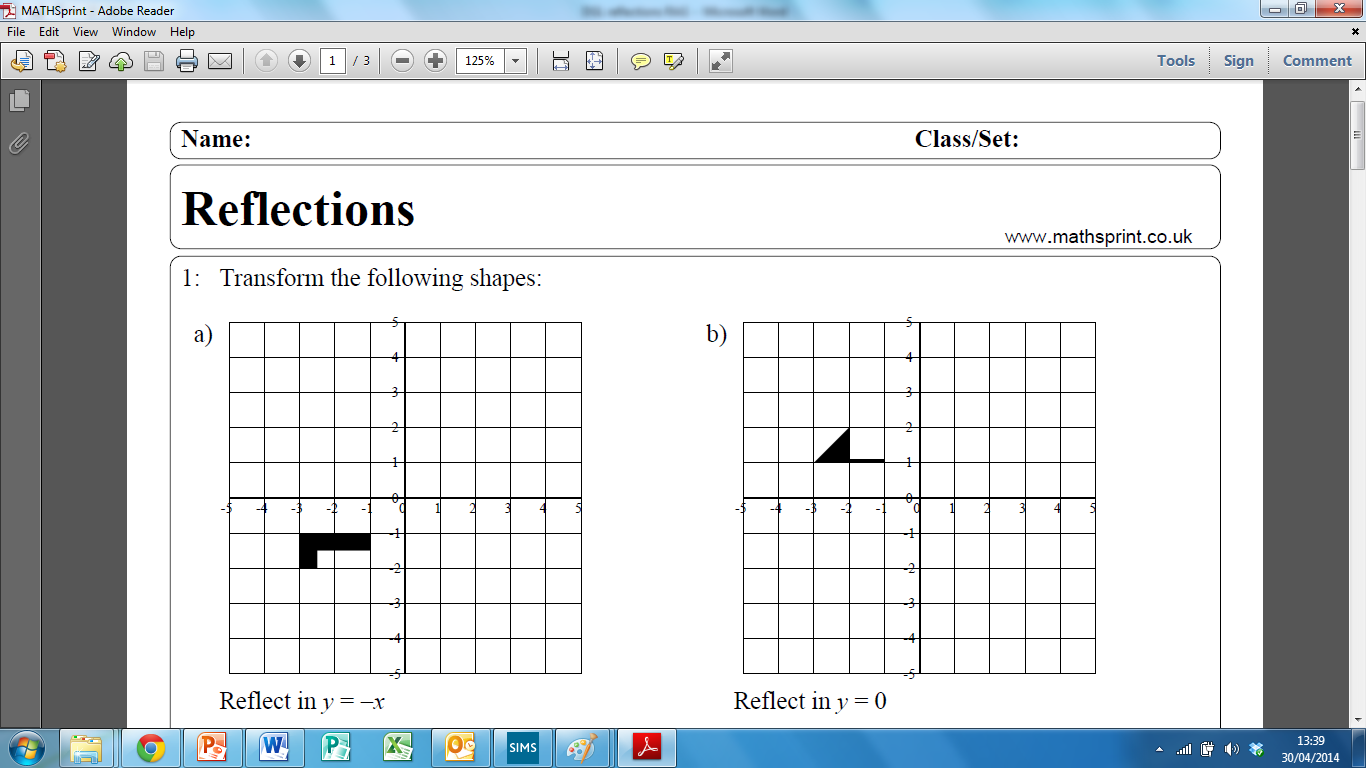 MATHSprint - Adobe Reader
File Edit View Window Help
1 / 3 125% Tools Sign Comment
Name: Class/Set:
Reflections
www.mathsprint.co.uk
1: Transform the following shapes:
a) b)
5 5
4 4
3 3
2 2
1 1
0 0
-5 -4 -3 -2 -1 0 1 2 3 4 5 -5 -4 -3 -2 -1 0 1 2 3 4 5
-1 -1
-2 -2
-3 -3
-4 -4
-5 -5
Reflect in y = –x Reflect in y = 0
SIMS
13:39
30/04/2014